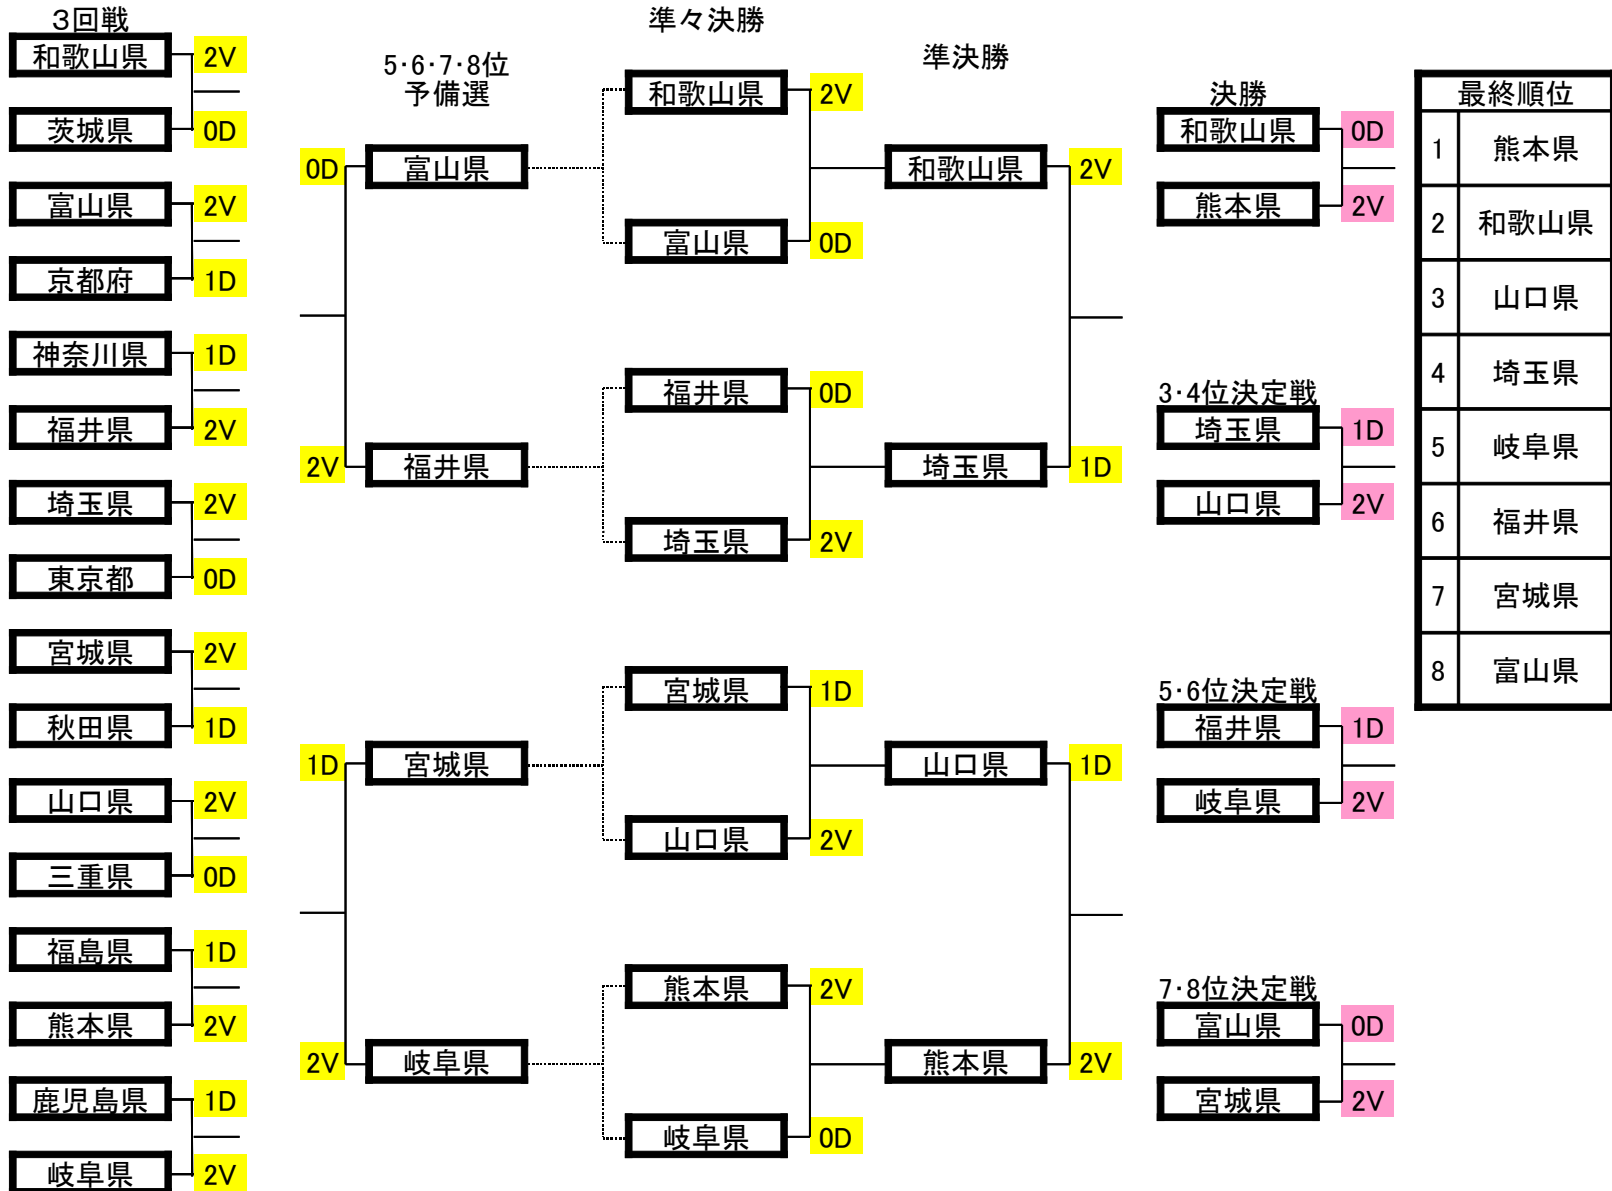 3回戦
和歌山県 2V
茨城県 0D
富山県 2V
京都府 1D
神奈川県 1D
福井県 2V
埼玉県 2V
東京都 0D
宮城県 2V
秋田県 1D
山口県 2V
三重県 0D
福島県 1D
熊本県 2V
鹿児島県 1D
岐阜県 2V
5・6・7・8位
予備選
0D 富山県
2V 福井県
1D 宮城県
2V 岐阜県
準々決勝
和歌山県 2V
富山県 0D
福井県 0D
埼玉県 2V
宮城県 1D
山口県 2V
熊本県 2V
岐阜県 0D
準決勝
和歌山県 2V
埼玉県 1D
山口県 1D
熊本県 2V
決勝
和歌山県 0D
熊本県 2V
3・4位決定戦
埼玉県 1D
山口県 2V
5・6位決定戦
福井県 1D
岐阜県 2V
7・8位決定戦
富山県 0D
宮城県 2V
最終順位
1 熊本県
2 和歌山県
3 山口県
4 埼玉県
5 岐阜県
6 福井県
7 宮城県
8 富山県